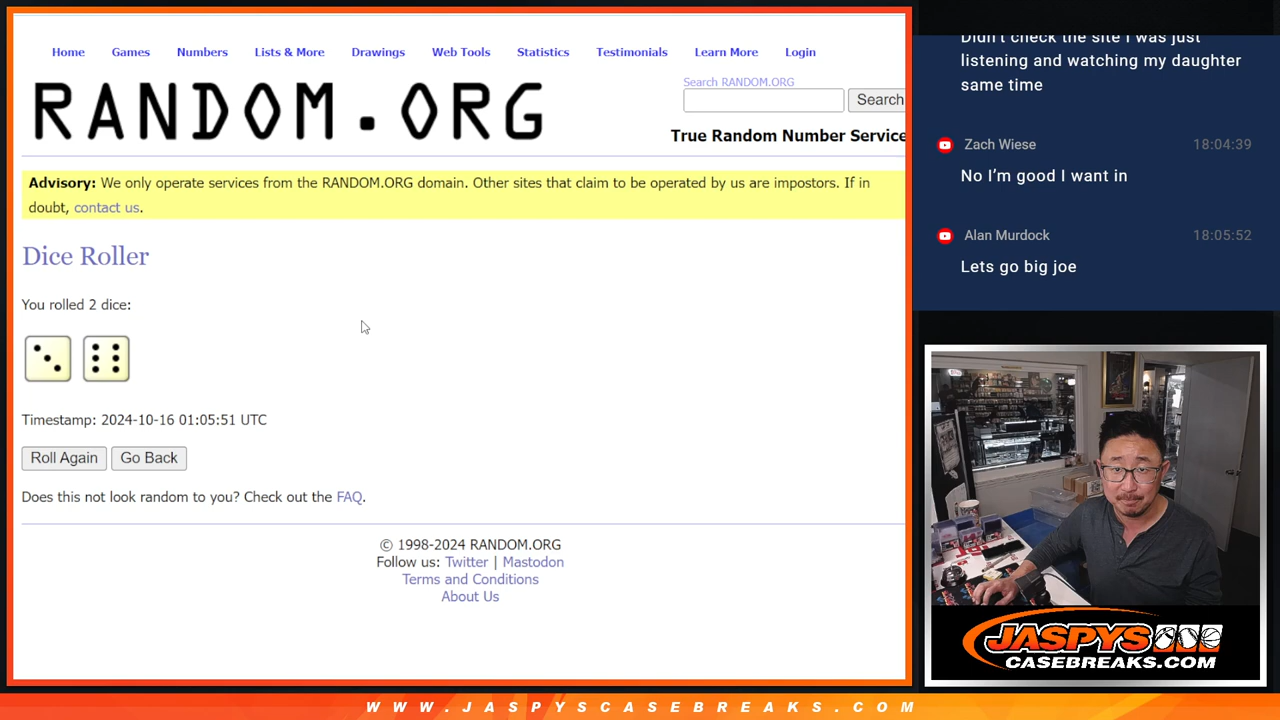 Home Games Numbers Lists & More Drawings Web Tools Statistics Testimonials Learn More Login
RANDOM.ORG
Search RANDOM.ORG
Search
True Random Number Service
Advisory: We only operate services from the RANDOM.ORG domain. Other sites that claim to be operated by us are impostors. If in
doubt, contact us.
Dice Roller
You rolled 2 dice:
Timestamp: 2024-10-16 01:05:51 UTC
Roll Again Go Back
Does this not look random to you? Check out the FAQ.
© 1998-2024 RANDOM.ORG
Follow us: Twitter | Mastodon
Terms and Conditions
About Us
Didn't check the site I was just
listening and watching my daughter
same time
Zach Wiese 18:04:39
No I'm good I want in
Alan Murdock 18:05:52
Lets go big joe
JASPYS
CASEBREAKS.COM
WWW.JASPYSCASEBREAKS.COM